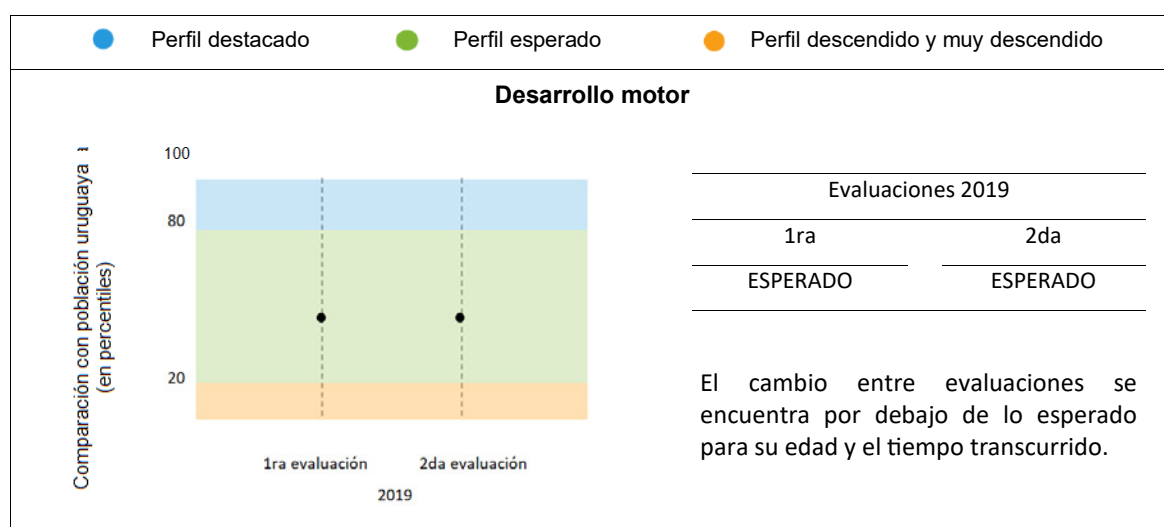 Perfil destacado Perfil esperado Perfil descendido y muy descendido
Desarrollo motor
Comparación con población uruguaya
(en percentiles)
100
80
20
1ra evaluación 2da evaluación
2019
Evaluaciones 2019
1ra 2da
ESPERADO ESPERADO
El cambio entre evaluaciones se
encuentra por debajo de lo esperado
para su edad y el tiempo transcurrido.